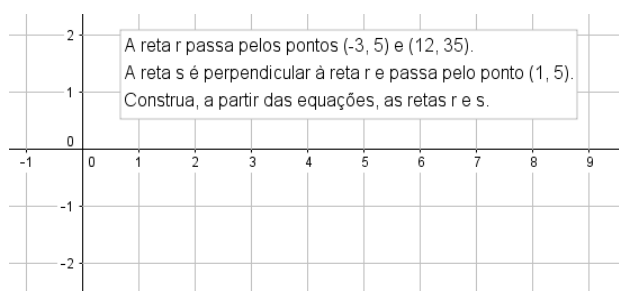 2
A reta r passa pelos pontos (-3, 5) e (12, 35).
A reta s é perpendicular à reta r e passa pelo ponto (1, 5).
1
Construa, a partir das equações, as retas r e s.
0
-1 0 1 2 3 4 5 6 7 8 9
-1
-2